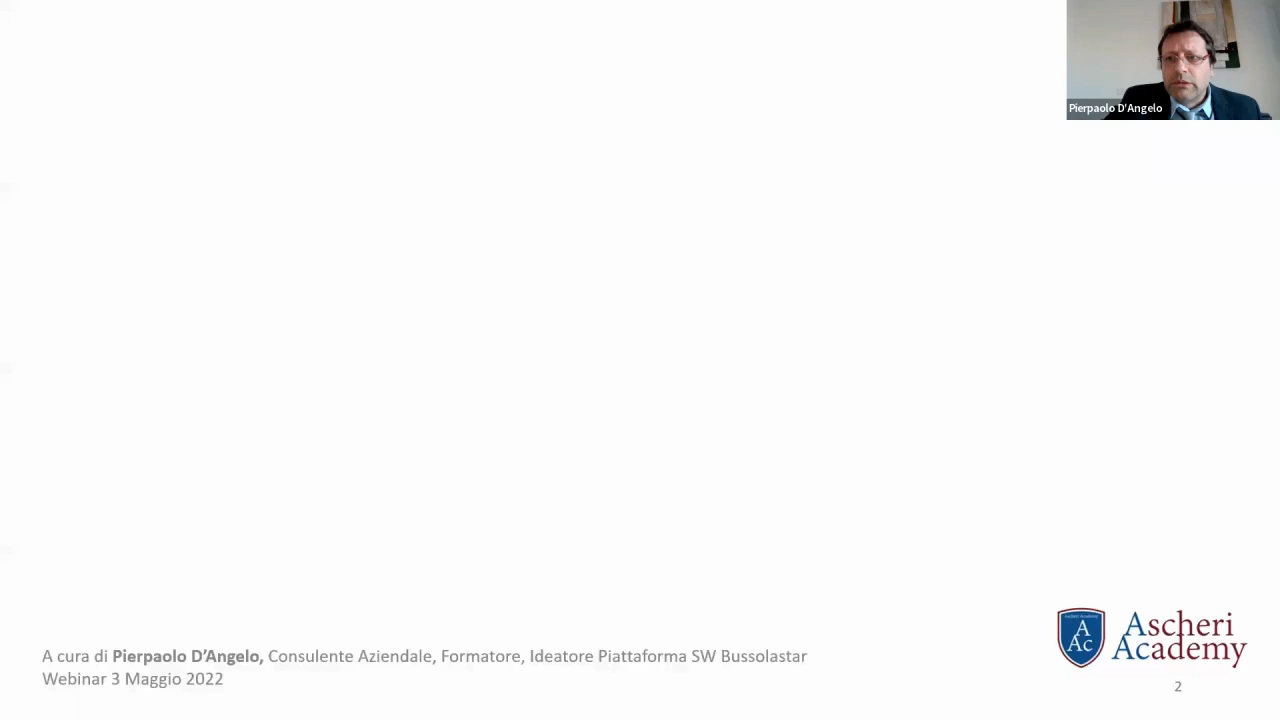 Pierpaolo D'Angelo
A cura di Pierpaolo D’Angelo, Consulente Aziendale, Formatore, Ideatore Piattaforma SW Bussolastar
Webinar 3 Maggio 2022
A
Ac
Ascheri
Academy
2